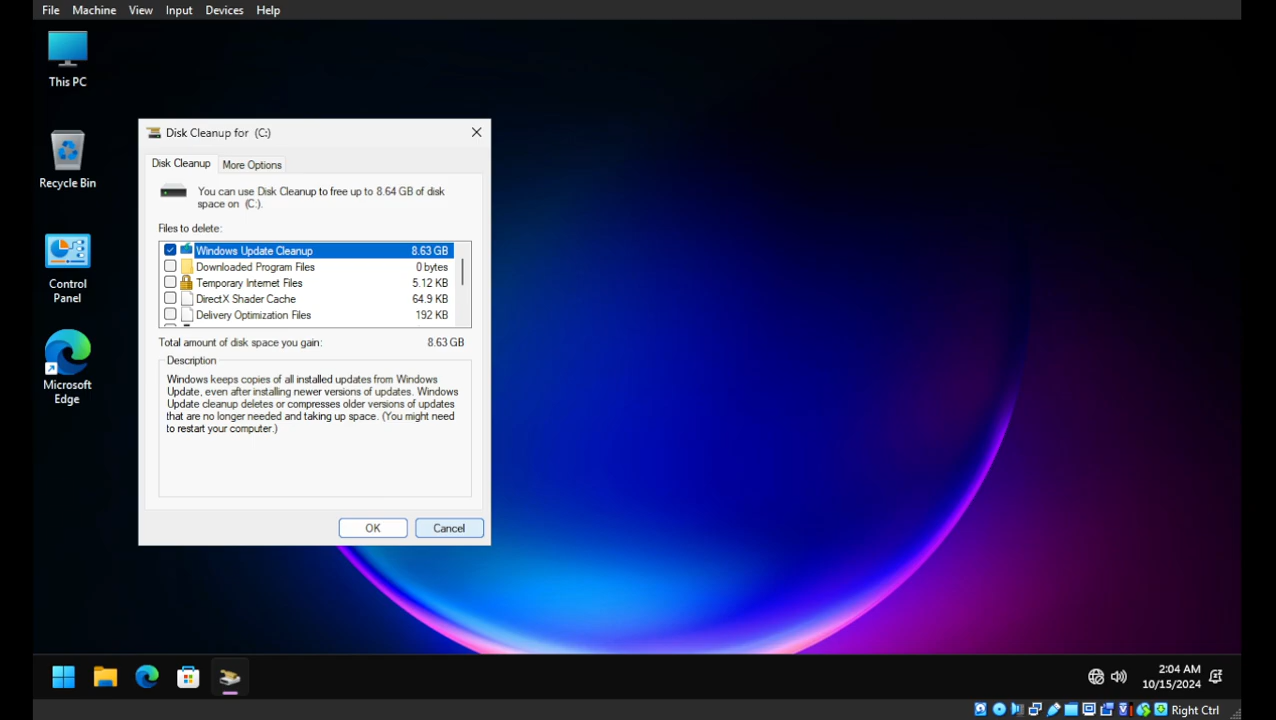 File Machine View Input Devices Help
This PC
Recycle Bin
Control
Panel
Microsoft
Edge
Disk Cleanup for (C:)
Disk Cleanup More Options
You can use Disk Cleanup to free up to 8.64 GB of disk
space on (C:).
Files to delete:
Windows Update Cleanup 8.63 GB
Downloaded Program Files 0 bytes
Temporary Internet Files 5.12 KB
DirectX Shader Cache 64.9 KB
Delivery Optimization Files 192 KB
Total amount of disk space you gain: 8.63 GB
Description
Windows keeps copies of all installed updates from Windows
Update, even after installing newer versions of updates. Windows
Update cleanup deletes or compresses older versions of updates
that are no longer needed and taking up space. (You might need
to restart your computer.)
OK Cancel
2:04 AM
10/15/2024
Right Ctrl